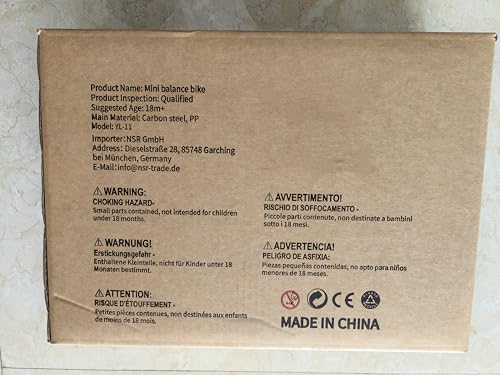 Product Name: Mini balance bike
Product Inspection: Qualified
Suggested Age: 18m+
Main Material: Carbon steel, PP
Model: YL-11
Importer:NSR GmbH
Address: Dieselstraße 28, 85748 Garching
bei München, Germany
E-Mail:info@nsr-trade.de
⚠WARNING:
CHOKING HAZARD-
Small parts contained, not intended for children
under 18 months.
⚠WARNUNG!
Erstickungsgefahr -
Enthaltene Kleinteile, nicht für Kinder unter 18
Monaten bestimmt.
⚠ATTENTION:
RISQUE D'ÉTOUFFEMENT -
Petites pièces contenues, non destinées aux enfants
de moins de 18 mois.
⚠AVVERTIMENTO!
RISCHIO DI SOFFOCAMENTO -
Piccole parti contenute, non destinate a bambini
sotto i 18 mesi.
⚠ADVERTENCIA!
PELIGRO DE ASFIXIA:
Piezas pequeñas contenidas, no apto para niños
menores de 18 meses.
CE
MADE IN CHINA